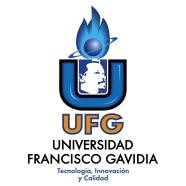 UFG
UNIVERSIDAD
FRANCISCO GAVIDIA
Tecnología, Innovación
y Calidad